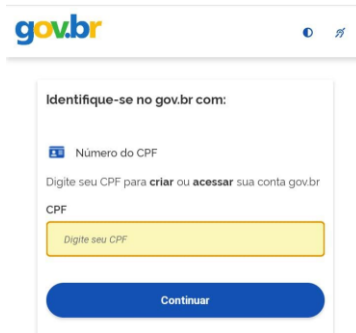 gov.br
Identifique-se no gov.br com:
Número do CPF
Digite seu CPF para criar ou acessar sua conta gov.br
CPF
Digite seu CPF
Continuar